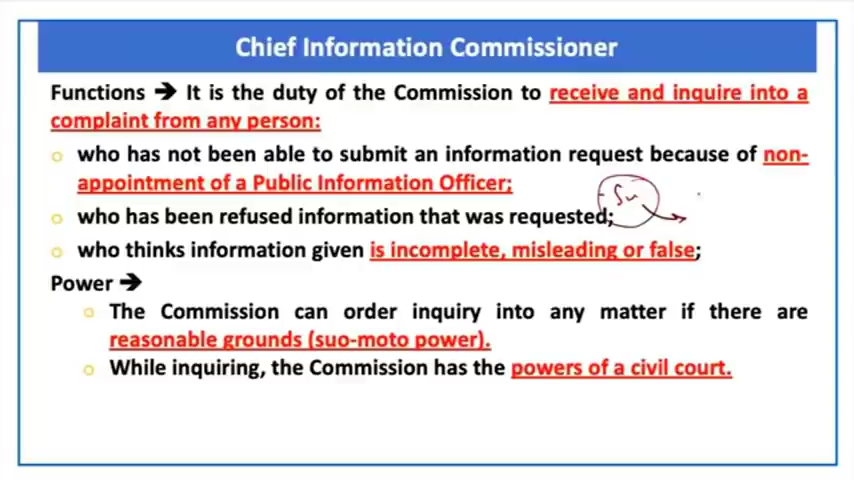 Chief Information Commissioner
Functions ➔ It is the duty of the Commission to receive and inquire into a
complaint from any person:
who has not been able to submit an information request because of non-
appointment of a Public Information Officer;
who has been refused information that was requested;
who thinks information given is incomplete, misleading or false;
Power ➔
The Commission can order inquiry into any matter if there are
reasonable grounds (suo-moto power).
While inquiring, the Commission has the powers of a civil court.